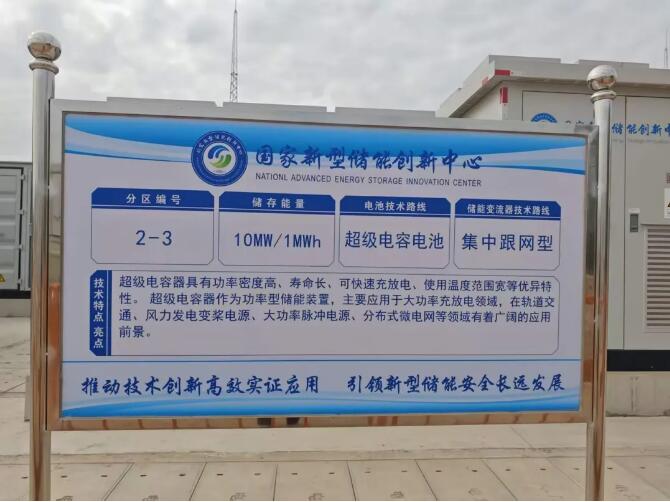 国家新型储能创新中心
NATIONL ADVANCED ENERGY STORAGE INNOVATION CENTER
分区编号
2-3
储存能量
10MW/1MWh
电池技术路线
超级电容电池
储能变流器技术路线
集中跟网型
技术特点亮点
超级电容器具有功率密度高、寿命长、可快速充放电、使用温度范围宽等优异特
性。 超级电容器作为功率型储能装置，主要应用于大功率充放电领域，在轨道交
通、风力发电变桨电源、大功率脉冲电源、分布式微电网等领域有着广阔的应用
前景。
推动技术创新高效实证应用 引领新型储能安全长远发展
国家新型储能创新中